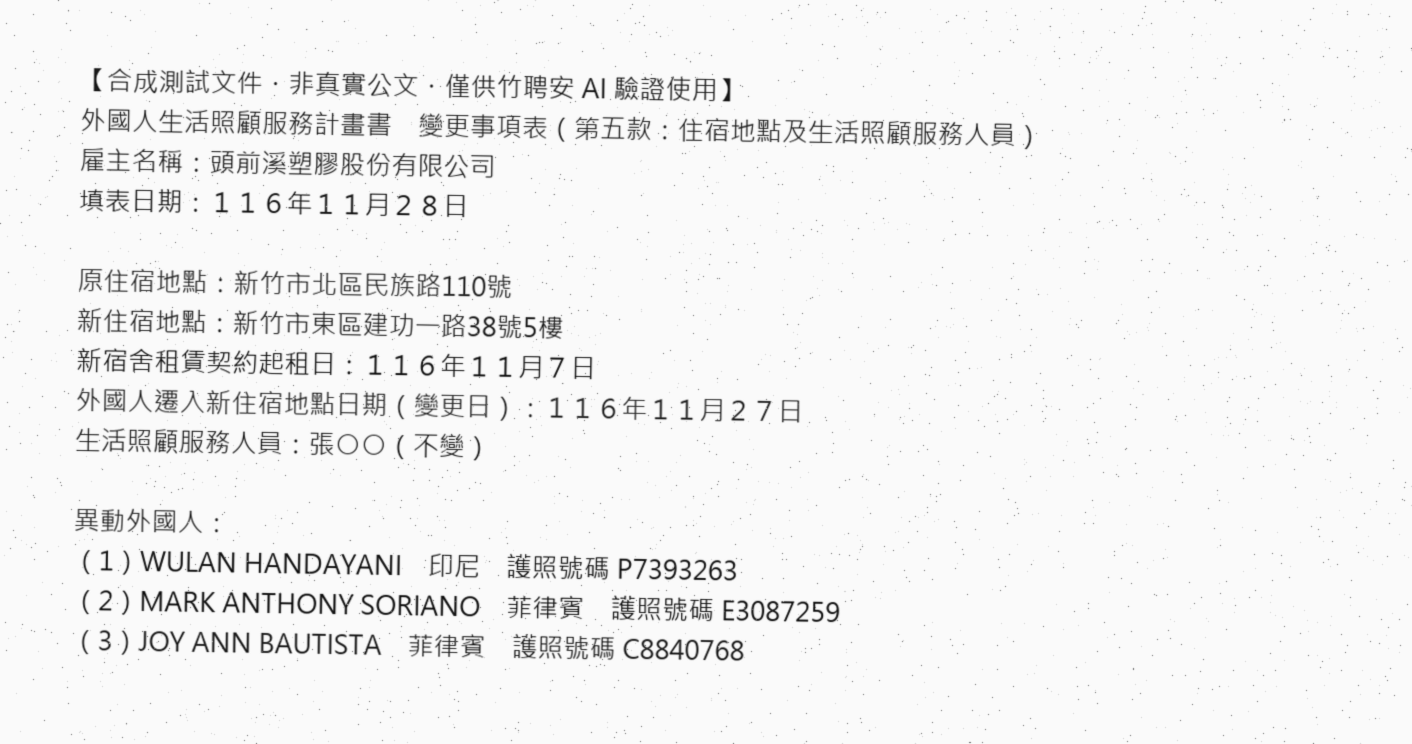 【合成測試文件．非真實公文．僅供竹聘安 AI 驗證使用】
外國人生活照顧服務計畫書　變更事項表（第五款：住宿地點及生活照顧服務人員）
雇主名稱：頭前溪塑膠股份有限公司
填表日期：１１６年１１月２８日
原住宿地點：新竹市北區民族路110號
新住宿地點：新竹市東區建功一路38號5樓
新宿舍租賃契約起租日：１１６年１１月７日
外國人遷入新住宿地點日期（變更日）：１１６年１１月２７日
生活照顧服務人員：張〇〇（不變）
異動外國人：
（１）WULAN HANDAYANI　印尼　護照號碼 P7393263
（２）MARK ANTHONY SORIANO　菲律賓　護照號碼 E3087259
（３）JOY ANN BAUTISTA　菲律賓　護照號碼 C8840768